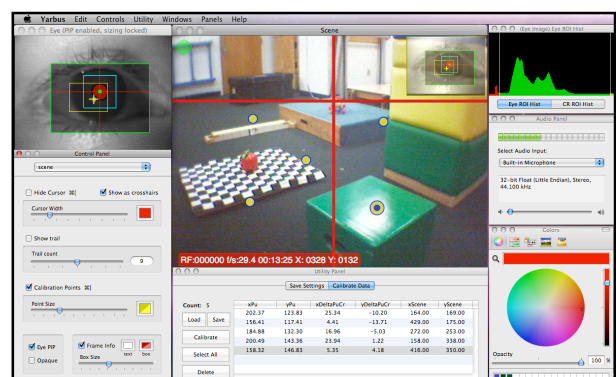 Yarbus Edit Controls Utility Windows Panels Help
Eye (PiP enabled, sizing locked)
Scene
(Eye Image) Eye ROI Hist
Eye ROI Hist CR ROI Hist
Audio Panel
Select Audio Input:
Built-in Microphone
32-bit Float (Little Endian), Stereo,
44.100 kHz
Control Panel
scene
Hide Cursor ⌘[
Show as crosshairs
Cursor Width
Show trail
Trail count
9
Calibration Points ⌘]
Point Size
Eye PiP
Opaque
Frame Info
text box
Box Size
RF:000000 f/s:29.4 00:13:25 X: 0328 Y: 0132
Utility Panel
Save Settings Calibrate Data
Count: 5
Load Save
Calibrate
Select All
Delete
xPu yPu xDeltaPuCr yDeltaPuCr xScene yScene
202.37 123.83 25.34 -10.20 164.00 169.00
156.41 117.41 4.41 -13.71 429.00 175.00
184.88 132.30 16.96 -5.03 272.00 253.00
200.49 143.36 23.94 1.22 158.00 338.00
158.32 146.83 5.35 4.18 416.00 350.00
Colors
Opacity
100 %